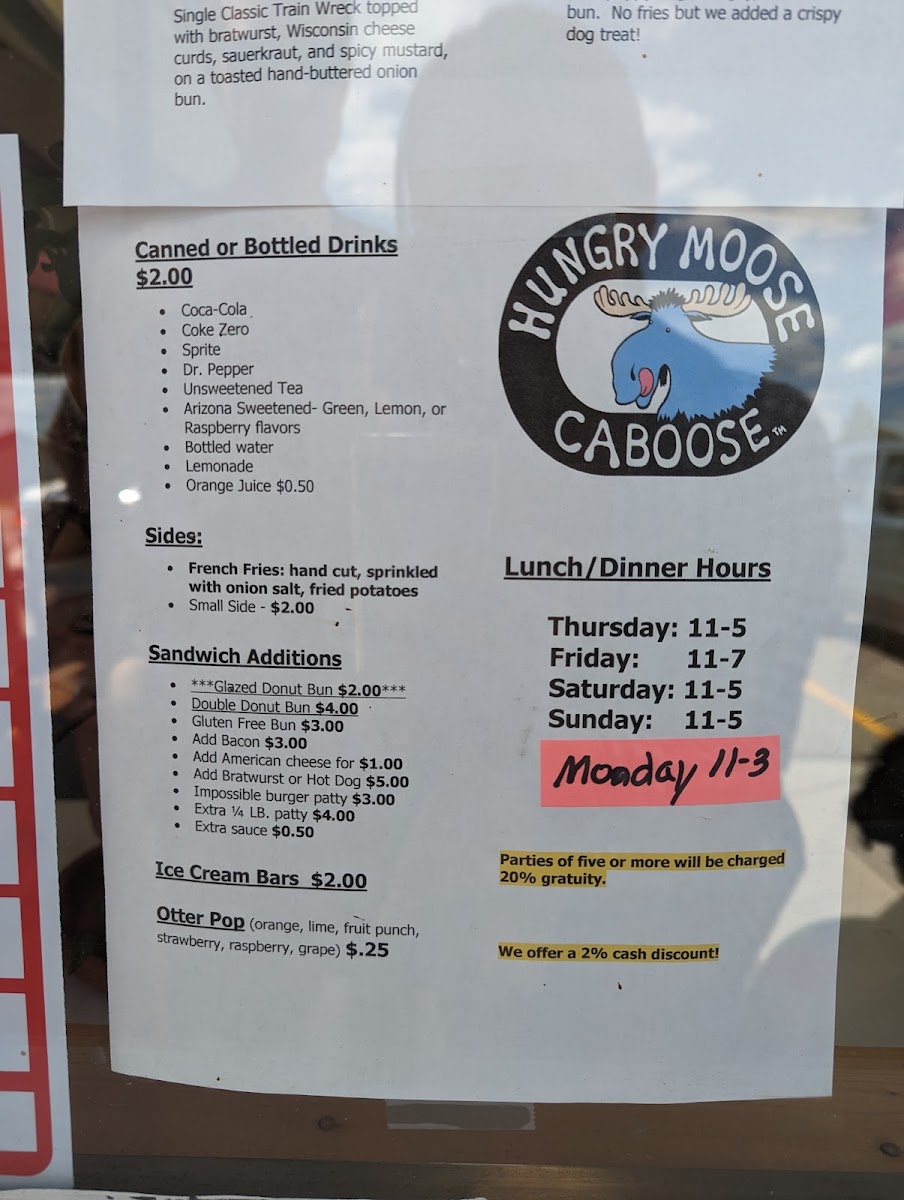 Single Classic Train Wreck topped
with bratwurst, Wisconsin cheese
curds, sauerkraut, and spicy mustard,
on a toasted hand-buttered onion
bun.
bun. No fries but we added a crispy
dog treat!
Canned or Bottled Drinks
$2.00
• Coca-Cola
• Coke Zero
• Sprite
• Dr. Pepper
• Unsweetened Tea
• Arizona Sweetened- Green, Lemon, or
Raspberry flavors
• Bottled water
• Lemonade
• Orange Juice $0.50
Sides:
• French Fries: hand cut, sprinkled
with onion salt, fried potatoes
• Small Side - $2.00
Sandwich Additions
• ***Glazed Donut Bun $2.00***
• Double Donut Bun $4.00
• Gluten Free Bun $3.00
• Add Bacon $3.00
• Add American cheese for $1.00
• Add Bratwurst or Hot Dog $5.00
• Impossible burger patty $3.00
• Extra ¼ LB. patty $4.00
• Extra sauce $0.50
Ice Cream Bars $2.00
Otter Pop (orange, lime, fruit punch,
strawberry, raspberry, grape) $.25
HUNGRY MOOSE
CABOOSE™
Lunch/Dinner Hours
Thursday: 11-5
Friday: 11-7
Saturday: 11-5
Sunday: 11-5
Monday 11-3
Parties of five or more will be charged
20% gratuity.
We offer a 2% cash discount!